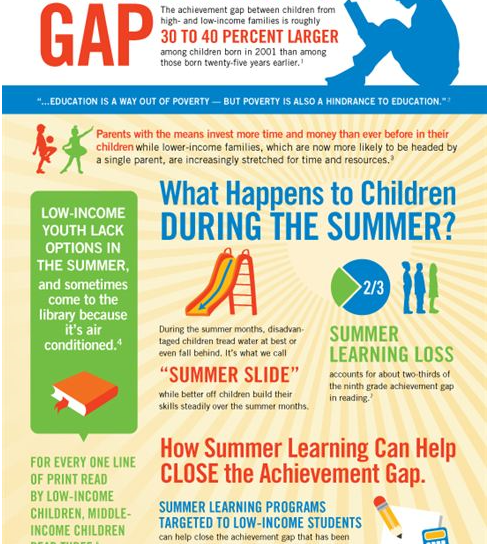 GAP
The achievement gap between children from
high- and low-income families is roughly
30 TO 40 PERCENT LARGER
among children born in 2001 than among
those born twenty-five years earlier.¹
“...EDUCATION IS A WAY OUT OF POVERTY — BUT POVERTY IS ALSO A HINDRANCE TO EDUCATION.”²
Parents with the means invest more time and money than ever before in their
children while lower-income families, which are now more likely to be headed by
a single parent, are increasingly stretched for time and resources.³
LOW-INCOME
YOUTH LACK
OPTIONS IN
THE SUMMER,
and sometimes
come to the
library because
it’s air
conditioned.⁴
What Happens to Children
DURING THE SUMMER?
During the summer months, disadvan-
taged children tread water at best or
even fall behind. It’s what we call
“SUMMER SLIDE”
while better off children build their
skills steadily over the summer months.
2/3
SUMMER
LEARNING LOSS
accounts for about two-thirds of
the ninth grade achievement gap
in reading.⁷
FOR EVERY ONE LINE
OF PRINT READ
BY LOW-INCOME
CHILDREN, MIDDLE-
INCOME CHILDREN
READ THREE
How Summer Learning Can Help
CLOSE the Achievement Gap.
SUMMER LEARNING PROGRAMS
TARGETED TO LOW-INCOME STUDENTS
can help close the achievement gap that has been